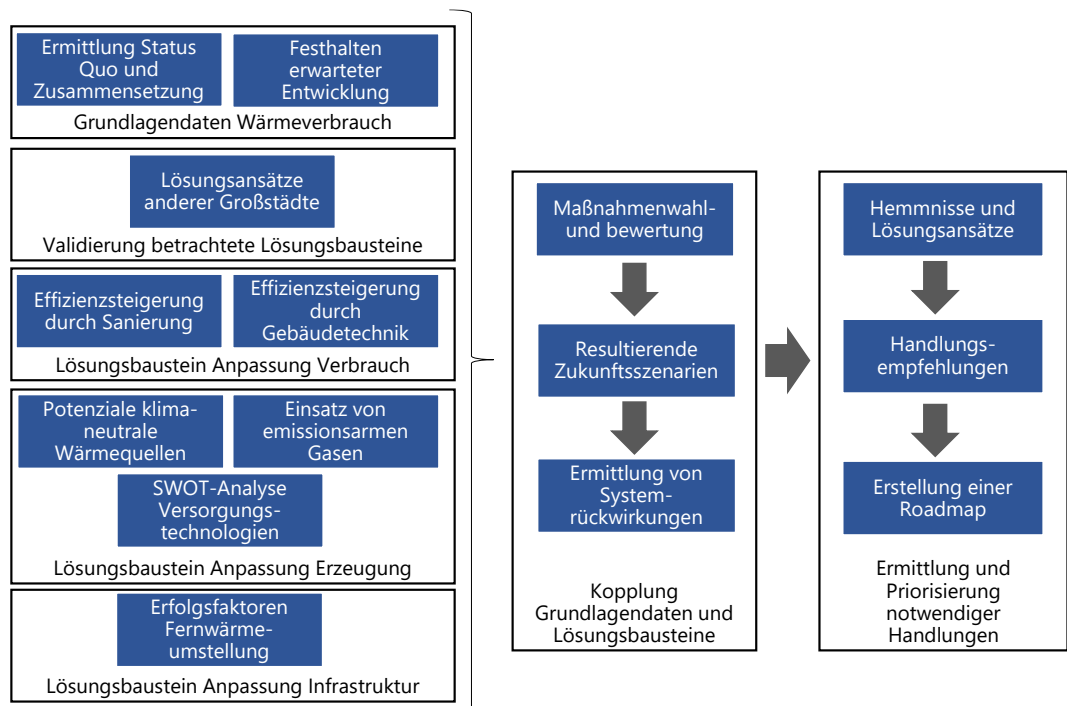 Ermittlung Status
Quo und
Zusammensetzung
Festhalten
erwarteter
Entwicklung
Grundlagendaten Wärmeverbrauch
Lösungsansätze
anderer Großstädte
Validierung betrachtete Lösungsbausteine
Effizienzsteigerung
durch Sanierung
Effizienzsteigerung
durch
Gebäudetechnik
Lösungsbaustein Anpassung Verbrauch
Potenziale klima-
neutrale
Wärmequellen
Einsatz von
emissionsarmen
Gasen
SWOT-Analyse
Versorgungs-
technologien
Lösungsbaustein Anpassung Erzeugung
Erfolgsfaktoren
Fernwärme-
umstellung
Lösungsbaustein Anpassung Infrastruktur
Maßnahmenwahl-
und bewertung
Resultierende
Zukunftsszenarien
Ermittlung von
System-
rückwirkungen
Kopplung
Grundlagendaten und
Lösungsbausteine
Hemmnisse und
Lösungsansätze
Handlungs-
empfehlungen
Erstellung einer
Roadmap
Ermittlung und
Priorisierung
notwendiger
Handlungen